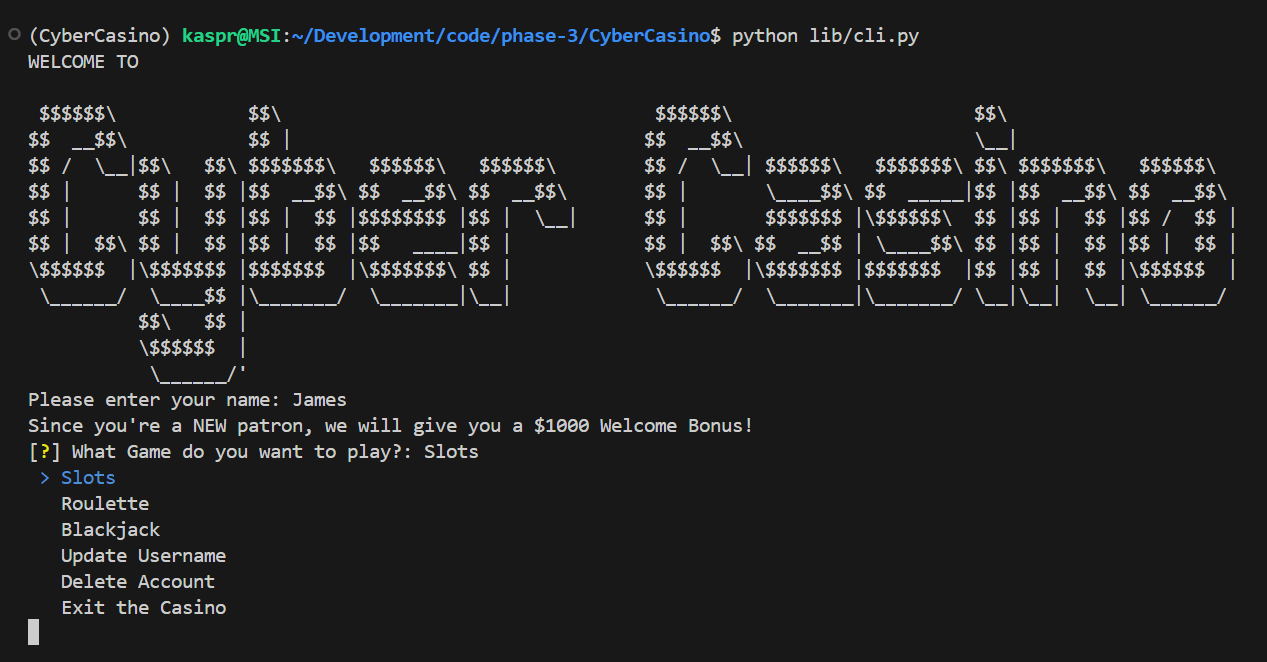 (CyberCasino) kaspr@MSI:~/Development/code/phase-3/CyberCasino$ python lib/cli.py
WELCOME TO
 $$$$$$\            $$\                                  $$$$$$\                      $$\
$$  __$$\           $$ |                                $$  __$$\                     \__|
$$ /  \__|$$\   $$\ $$$$$$$\   $$$$$$\   $$$$$$\        $$ /  \__| $$$$$$\   $$$$$$$\ $$\ $$$$$$$\   $$$$$$\
$$ |      $$ |  $$ |$$  __$$\ $$  __$$\ $$  __$$\       $$ |       \____$$\ $$  _____|$$ |$$  __$$\ $$  __$$\
$$ |      $$ |  $$ |$$ |  $$ |$$$$$$$$ |$$ |  \__|      $$ |       $$$$$$$ |\$$$$$$\  $$ |$$ |  $$ |$$ /  $$ |
$$ |  $$\ $$ |  $$ |$$ |  $$ |$$   ____|$$ |            $$ |  $$\ $$  __$$ | \____$$\ $$ |$$ |  $$ |$$ |  $$ |
\$$$$$$  |\$$$$$$$ |$$$$$$$  |\$$$$$$$\ $$ |            \$$$$$$  |\$$$$$$$ |$$$$$$$  |$$ |$$ |  $$ |\$$$$$$  |
 \______/  \____$$ |\_______/  \_______|\__|             \______/  \_______|\_______/ \__|\__|  \__| \______/
          $$\   $$ |
          \$$$$$$  |
           \______/'
Please enter your name: James
Since you're a NEW patron, we will give you a $1000 Welcome Bonus!
[?] What Game do you want to play?: Slots
 > Slots
   Roulette
   Blackjack
   Update Username
   Delete Account
   Exit the Casino